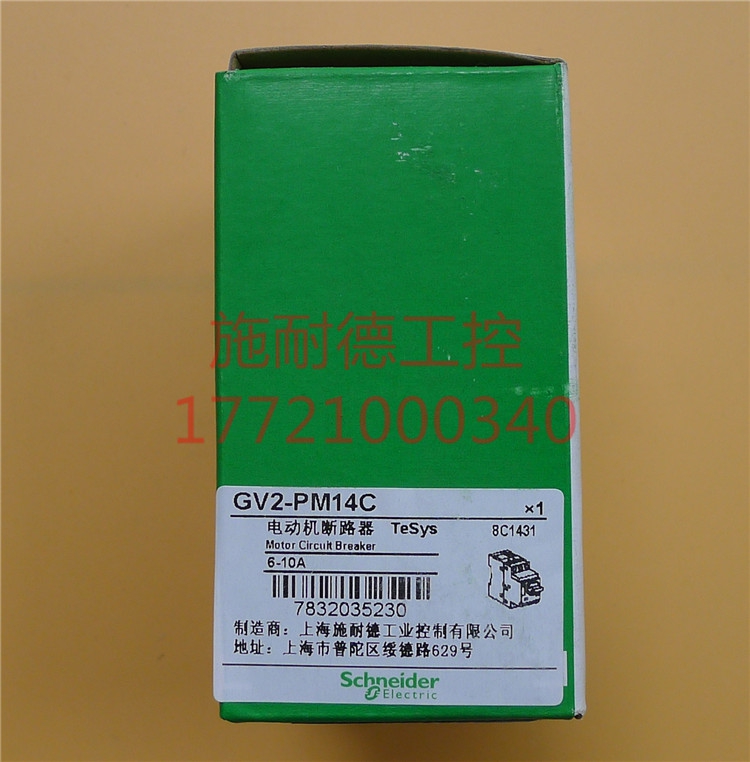 施耐德工控
17721000340
GV2-PM14C ×1
电动机断路器 TeSys 8C1431
Motor Circuit Breaker
6-10A
7832035230
制造商：上海施耐德工业控制有限公司
地址：上海市普陀区绥德路629号
Schneider
Electric